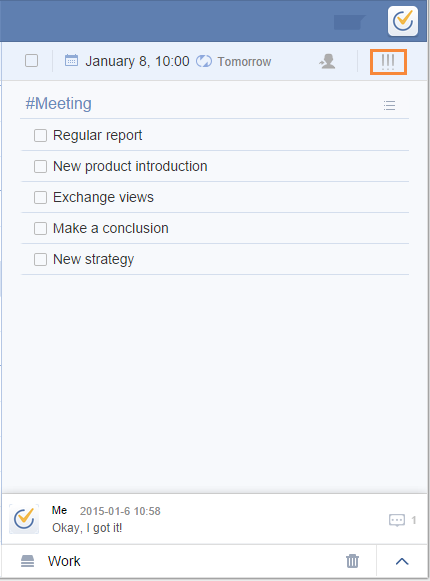 January 8, 10:00 Tomorrow !!!
#Meeting
Regular report
New product introduction
Exchange views
Make a conclusion
New strategy
Me 2015-01-6 10:58
Okay, I got it! 1
Work